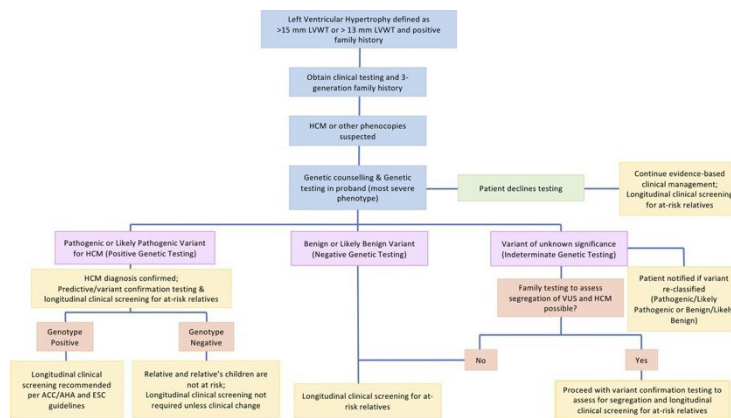 Left Ventricular Hypertrophy defined as
>15 mm LVWT or > 13 mm LVWT and positive
family history
Obtain clinical testing and 3-
generation family history
HCM or other phenocopies
suspected
Genetic counselling & Genetic
testing in proband (most severe
phenotype)
Patient declines testing
Continue evidence-based
clinical management;
Longitudinal clinical screening
for at-risk relatives
Pathogenic or Likely Pathogenic Variant
for HCM (Positive Genetic Testing)
Benign or Likely Benign Variant
(Negative Genetic Testing)
Variant of unknown significance
(Indeterminate Genetic Testing)
HCM diagnosis confirmed;
Predictive/variant confirmation testing &
longitudinal clinical screening for at-risk relatives
Family testing to assess
segregation of VUS and HCM
possible?
Patient notified if variant
re-classified
(Pathogenic/Likely
Pathogenic or Benign/Likely
Benign)
Genotype
Positive
Genotype
Negative
No
Yes
Longitudinal clinical
screening recommended
per ACC/AHA and ESC
guidelines
Relative and relative's children are
not at risk;
Longitudinal clinical screening not
required unless clinical change
Longitudinal clinical screening for at-
risk relatives
Proceed with variant confirmation testing to
assess for segregation and longitudinal
clinical screening for at-risk relatives